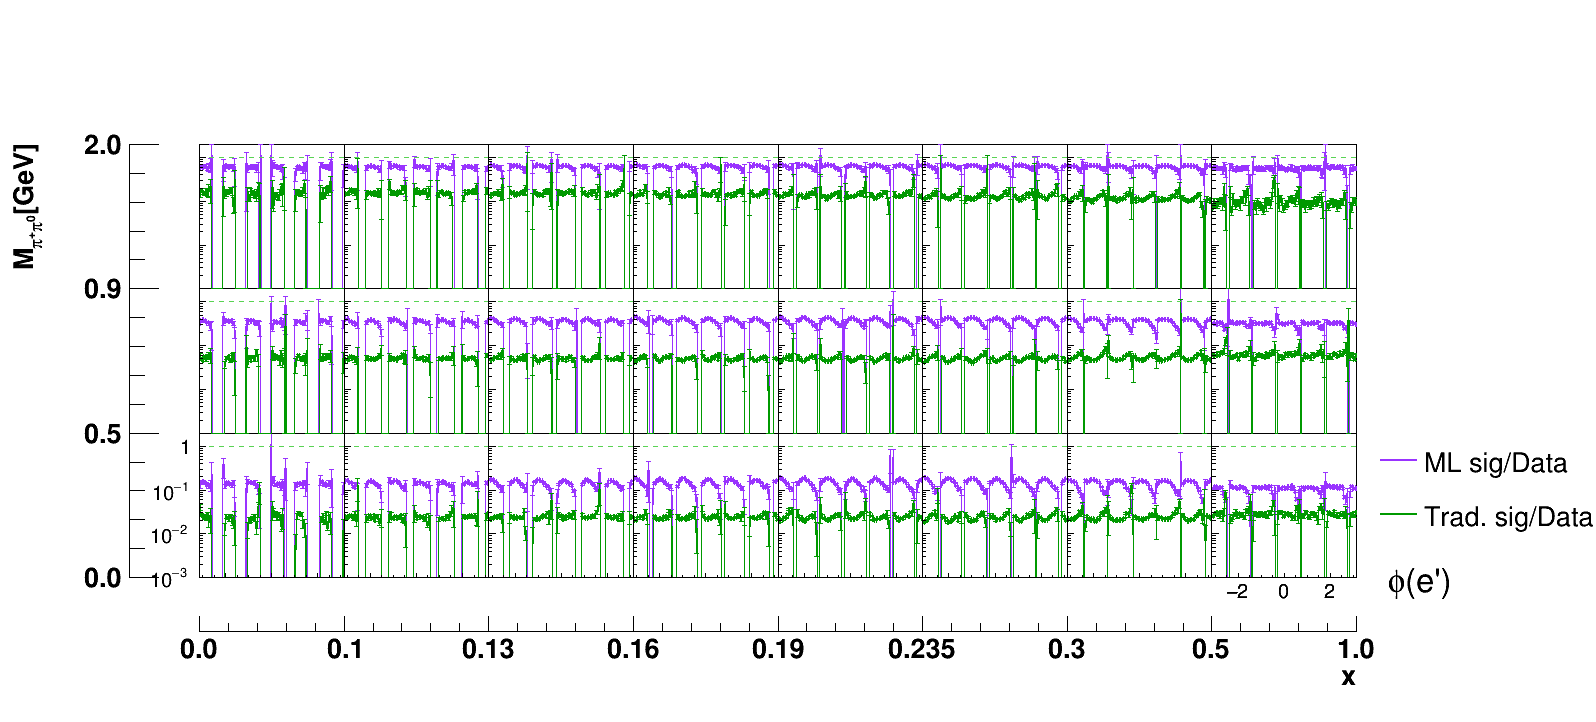 M π⁺π⁰ [GeV]
2.0
0.9
0.5
0.0
1
10⁻¹
10⁻²
10⁻³
ML sig/Data
Trad. sig/Data
−2 0 2
ϕ(e')
0.0 0.1 0.13 0.16 0.19 0.235 0.3 0.5 1.0
x